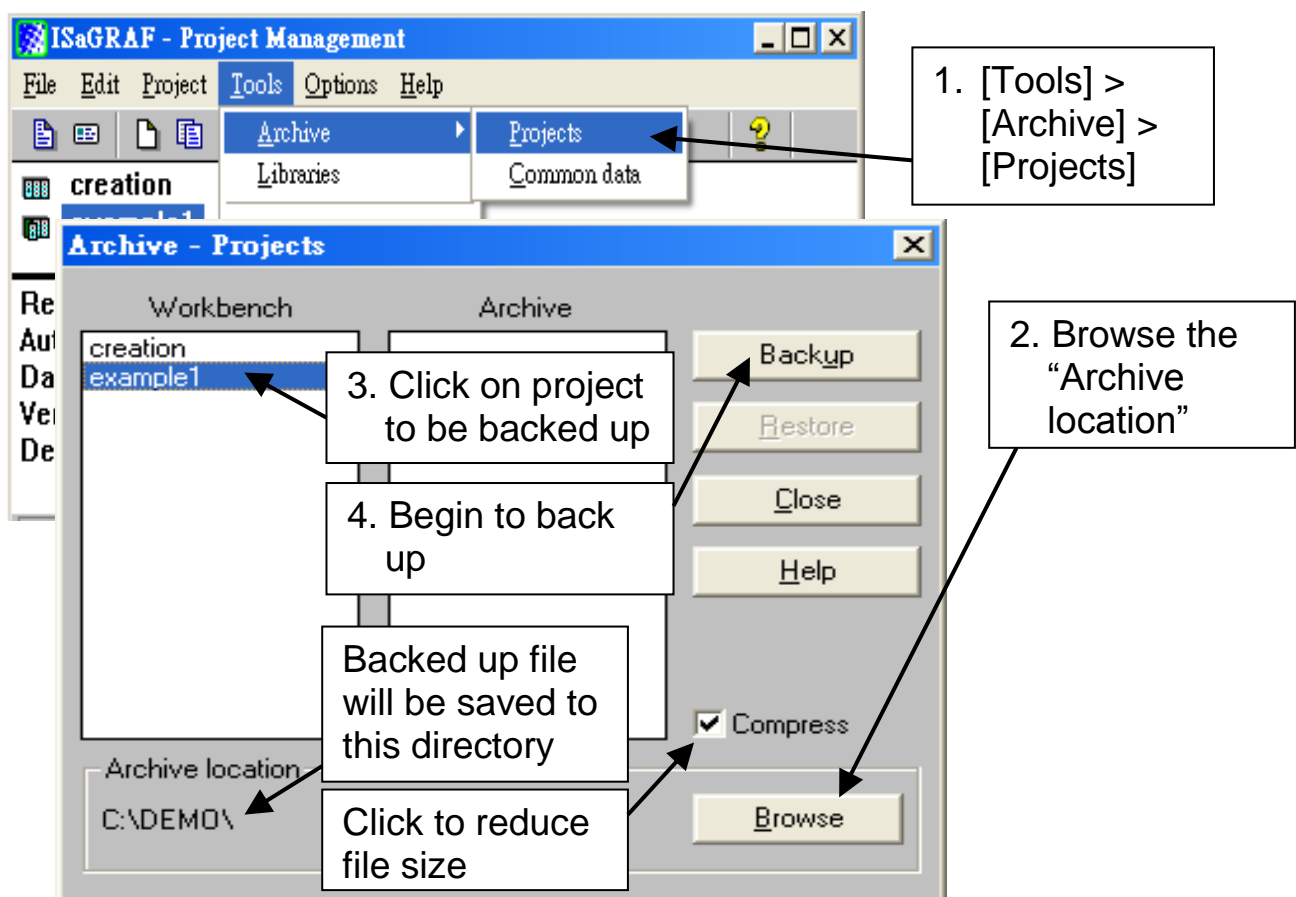 ISaGRAF - Project Management
File Edit Project Tools Options Help
Archive
Projects
Libraries
Common data
creation
1. [Tools] >
[Archive] >
[Projects]
Archive - Projects
Re
Aut
Da
Ver
De
Workbench
Archive
creation
example1
Backup
Restore
Close
Help
2. Browse the
“Archive
location”
3. Click on project
to be backed up
4. Begin to back
up
Backed up file
will be saved to
this directory
Compress
Archive location
C:\DEMO\
Click to reduce
file size
Browse